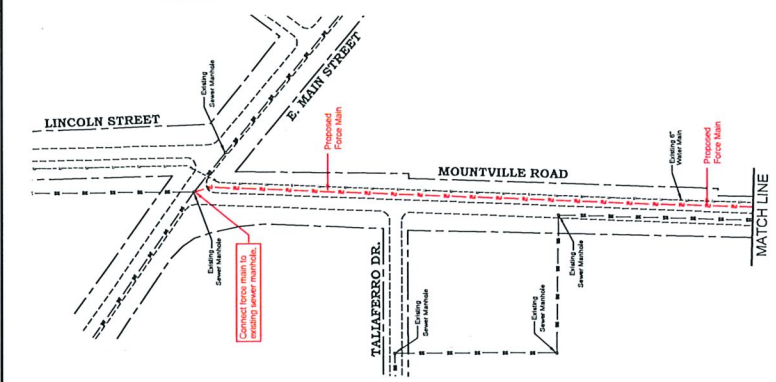 LINCOLN STREET
Existing
Sewer Manhole
E. MAIN STREET
Proposed
Force Main
MOUNTVILLE ROAD
Existing 6"
Water Main
Proposed
Force Main
MATCH LINE
Existing
Sewer Manhole
Connect force main to
existing sewer manhole.
TALIAFERRO DR.
Existing
Sewer Manhole
Existing
Sewer Manhole
Existing
Sewer Manhole